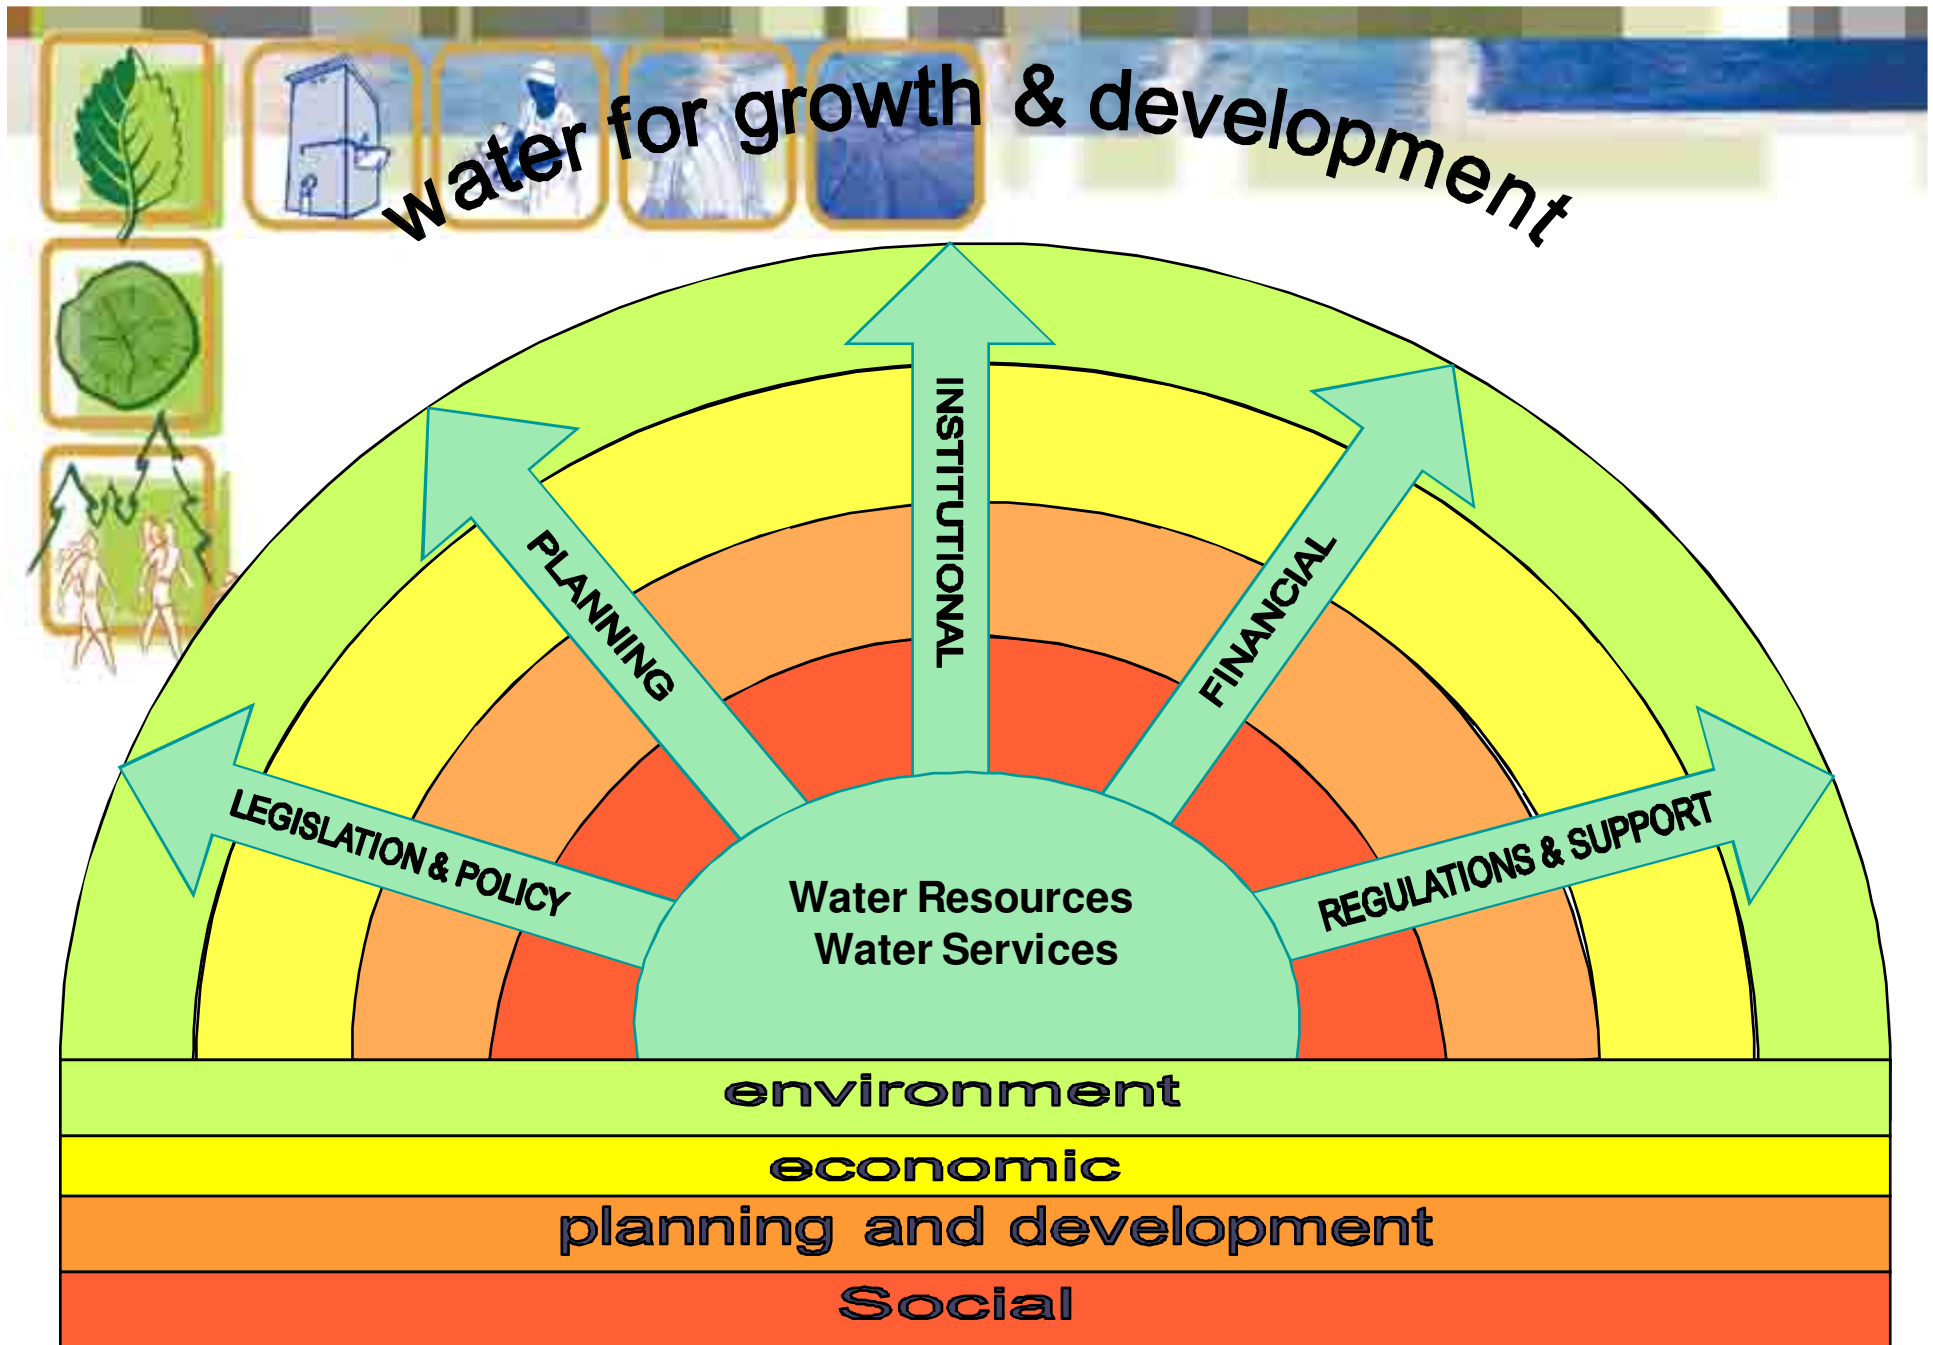 water for growth & development
INSTITUTIONAL
PLANNING
FINANCIAL
LEGISLATION & POLICY
REGULATIONS & SUPPORT
Water Resources
Water Services
environment
economic
planning and development
Social